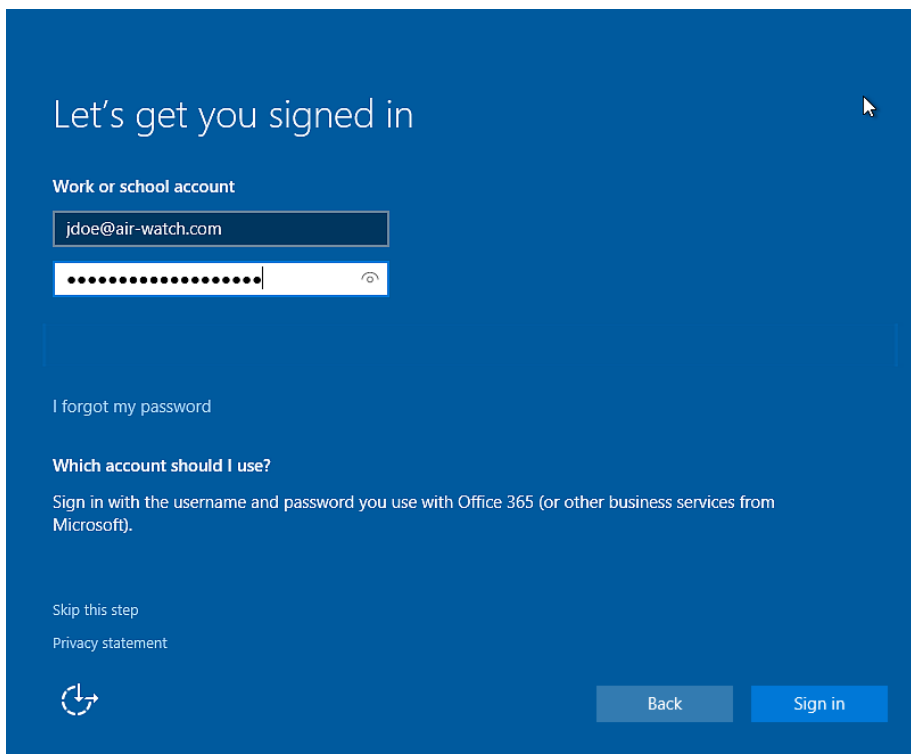 Let's get you signed in
Work or school account
jdoe@air-watch.com
●●●●●●●●●●●●●●●●●●●
I forgot my password
Which account should I use?
Sign in with the username and password you use with Office 365 (or other business services from
Microsoft).
Skip this step
Privacy statement
Back
Sign in